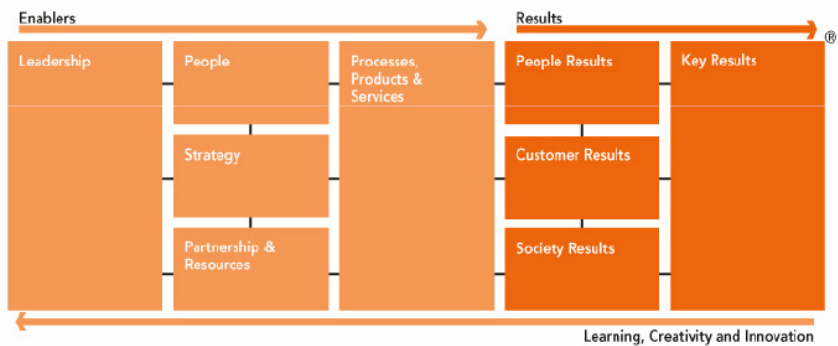 Enablers
Results
®
Leadership
People
Processes,
Products &
Services
People Results
Key Results
Strategy
Customer Results
Partnership &
Resources
Society Results
Learning, Creativity and Innovation